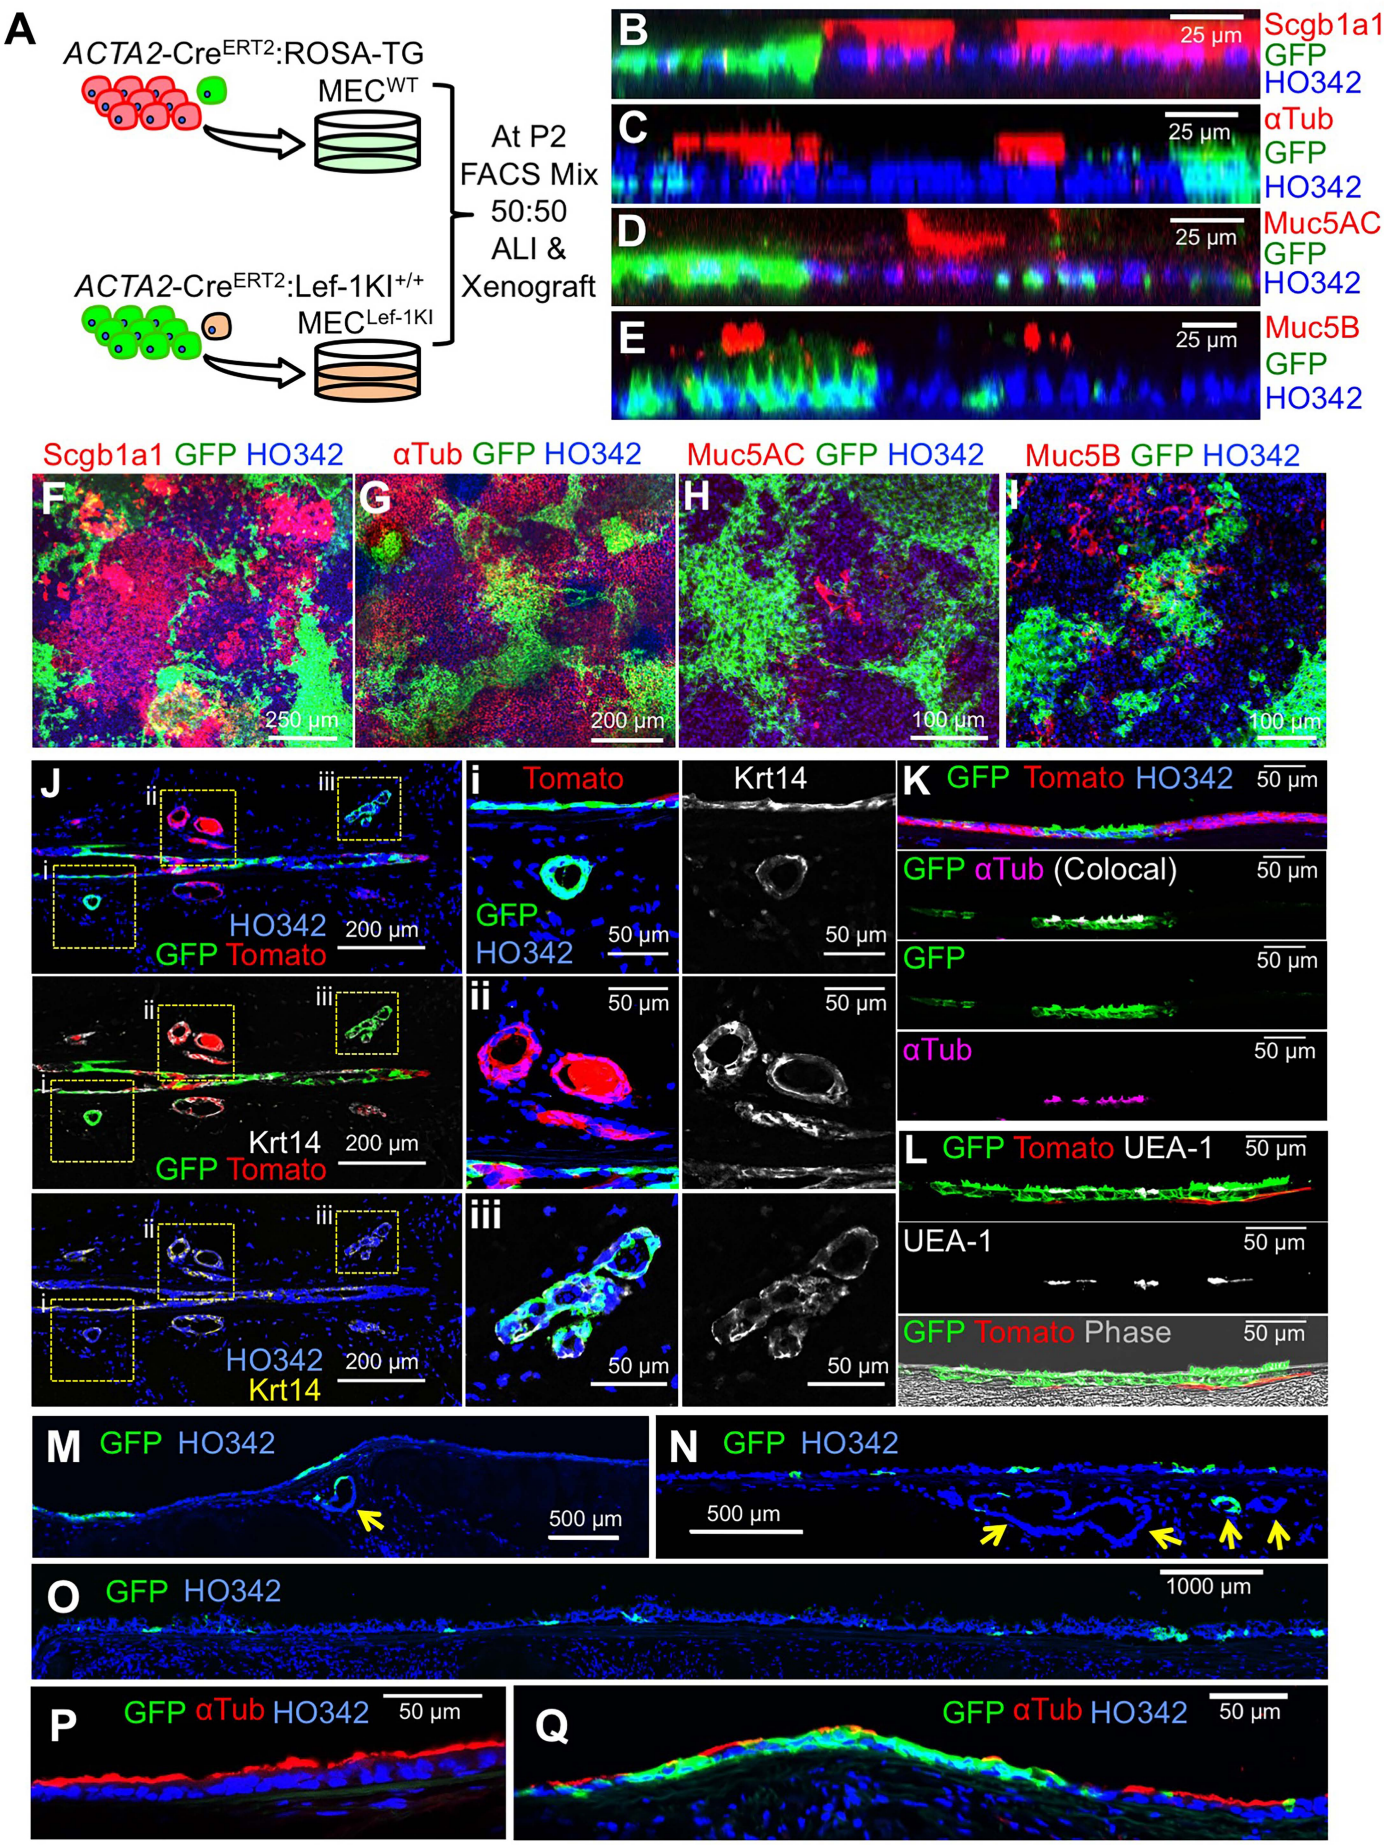 A
ACTA2-CreERT2:ROSA-TG
MECWT
ACTA2-CreERT2:Lef-1KI+/+
MECLef-1KI
At P2
FACS Mix
50:50
ALI &
Xenograft
B
25 µm
Scgb1a1
GFP
HO342
C
25 µm
αTub
GFP
HO342
D
25 µm
Muc5AC
GFP
HO342
E
25 µm
Muc5B
GFP
HO342
Scgb1a1 GFP HO342
F
250 µm
αTub GFP HO342
G
200 µm
Muc5AC GFP HO342
H
100 µm
Muc5B GFP HO342
I
100 µm
J
i
ii
iii
HO342
GFP Tomato
200 µm
i
ii
iii
Krt14
GFP Tomato
200 µm
i
ii
iii
HO342
Krt14
200 µm
i
Tomato
GFP
HO342
50 µm
Krt14
50 µm
ii
50 µm
50 µm
iii
50 µm
50 µm
K GFP Tomato HO342
50 µm
GFP αTub (Colocal)
50 µm
GFP
50 µm
αTub
50 µm
L GFP Tomato UEA-1
50 µm
UEA-1
50 µm
GFP Tomato Phase
50 µm
M GFP HO342
500 µm
N GFP HO342
500 µm
O GFP HO342
1000 µm
P GFP αTub HO342
50 µm
Q GFP αTub HO342
50 µm